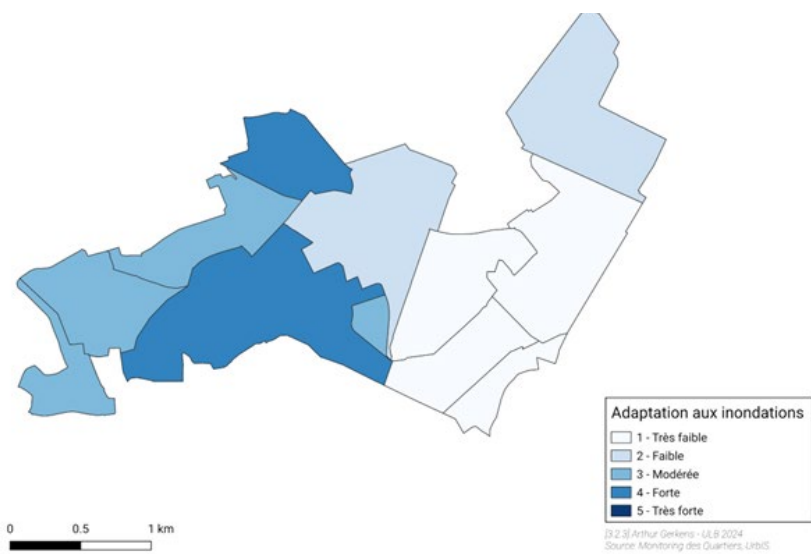 Adaptation aux inondations
1 - Très faible
2 - Faible
3 - Modérée
4 - Forte
5 - Très forte
0 0.5 1 km
[3.2.3] Arthur Gerkens - ULB 2024
Source: Monitoring des Quartiers, UrbIS